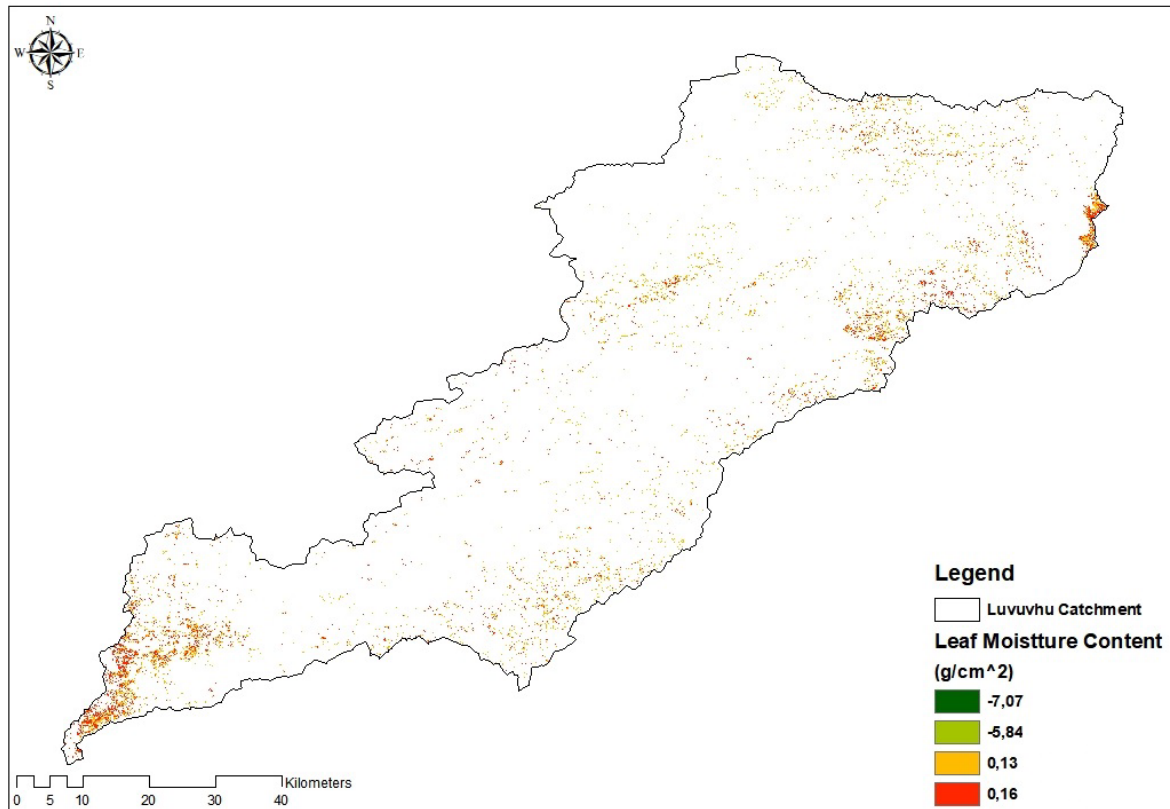 N
W E
S
Legend
Luvuvhu Catchment
Leaf Moistture Content
(g/cm^2)
-7,07
-5,84
0,13
0,16
Kilometers
0 5 10 20 30 40